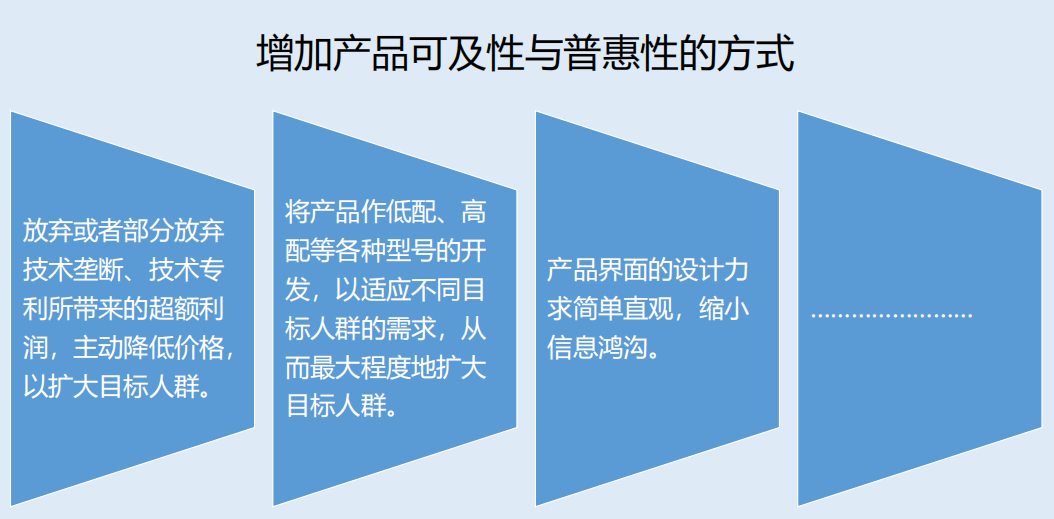 增加产品可及性与普惠性的方式
放弃或者部分放弃
技术垄断、技术专
利所带来的超额利
润，主动降低价格，
以扩大目标人群。
将产品作低配、高
配等各种型号的开
发，以适应不同目
标人群的需求，从
而最大程度地扩大
目标人群。
产品界面的设计力
求简单直观，缩小
信息鸿沟。
……………………